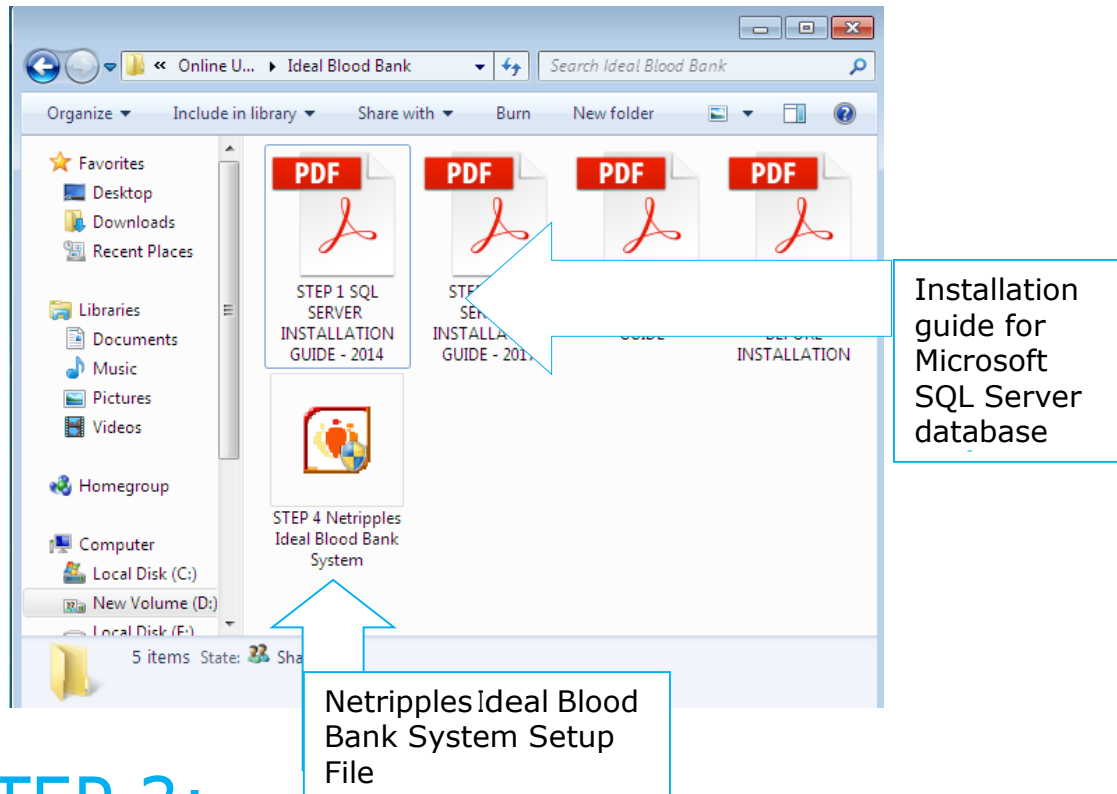 « Online U... ▸ Ideal Blood Bank
Search Ideal Blood Bank
Organize ▾ Include in library ▾ Share with ▾ Burn New folder
Favorites
Desktop
Downloads
Recent Places
Libraries
Documents
Music
Pictures
Videos
Homegroup
Computer
Local Disk (C:)
New Volume (D:)
PDF
STEP 1 SQL
SERVER
INSTALLATION
GUIDE - 2014
PDF
GUIDE - 2017
PDF
GUIDE
PDF
BEFORE
INSTALLATION
STEP 4 Netripples
Ideal Blood Bank
System
5 items State:
Installation
guide for
Microsoft
SQL Server
database
Netripples Ideal Blood
Bank System Setup
File